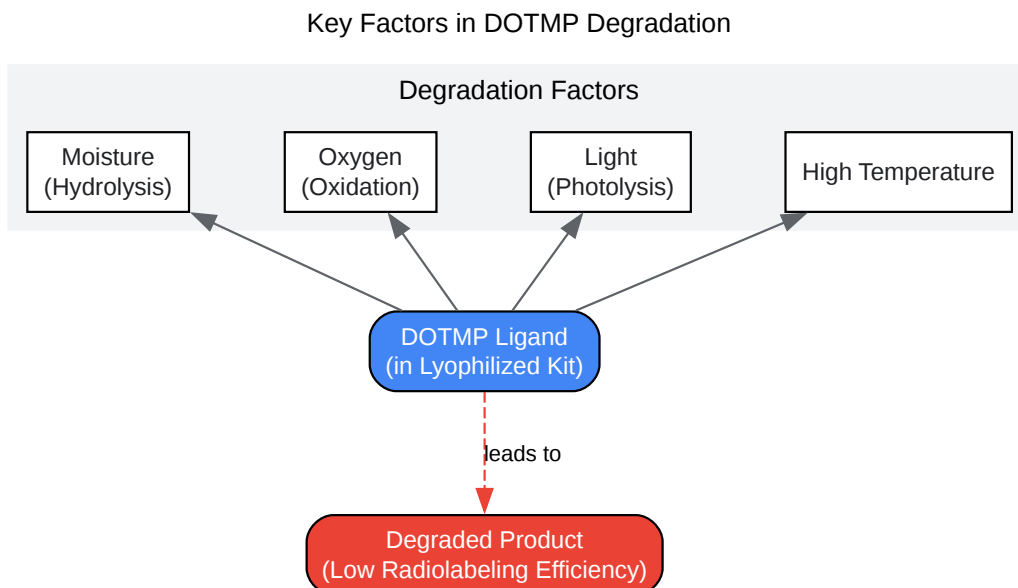 Key Factors in DOTMP Degradation
Degradation Factors
Moisture
(Hydrolysis)
Oxygen
(Oxidation)
Light
(Photolysis)
High Temperature
DOTMP Ligand
(in Lyophilized Kit)
leads to
Degraded Product
(Low Radiolabeling Efficiency)